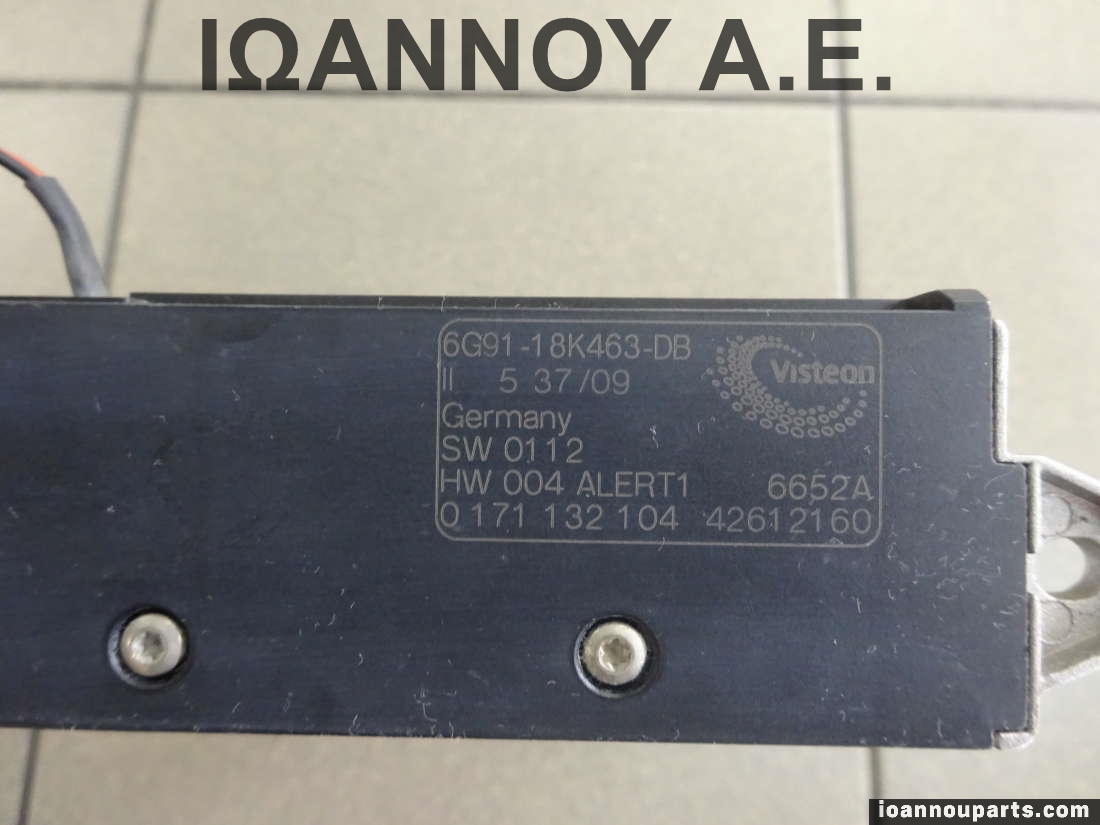 ΙΩΑΝΝΟΥ Α.Ε.
6G91-18K463-DB
Visteon
II 5 37/09
Germany
SW 0112
HW 004 ALERT1 6652A
0 171 132 104 42612160
ioannouparts.com